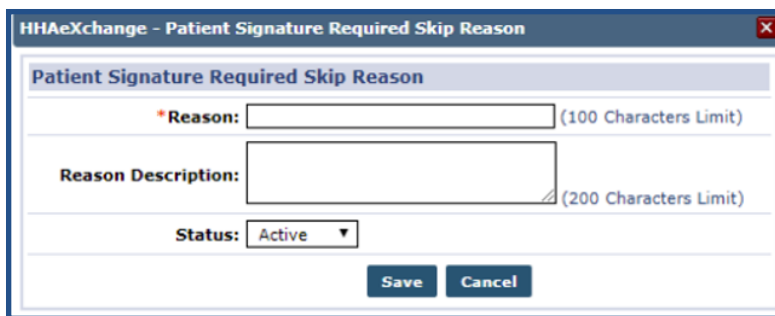 HHAeXchange - Patient Signature Required Skip Reason X
Patient Signature Required Skip Reason
*Reason: (100 Characters Limit)
Reason Description: (200 Characters Limit)
Status: Active
Save Cancel